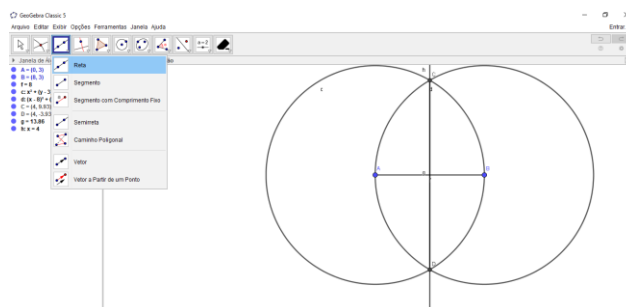 GeoGebra Classic 5
Arquivo Editar Exibir Opções Ferramentas Janela Ajuda
Entrar
Janela de
Reta
Segmento
Segmento com Comprimento Fixo
Semirreta
Caminho Poligonal
Vetor
Vetor a Partir de um Ponto
A = (0, 3)
B = (8, 3)
f = 8
c: x² + (y - 3
d: (x - 8)² + (
C = (4, 9.93)
D = (4, -3.93
g = 13.86
h: x = 4
c
h
C
d
A
B
D